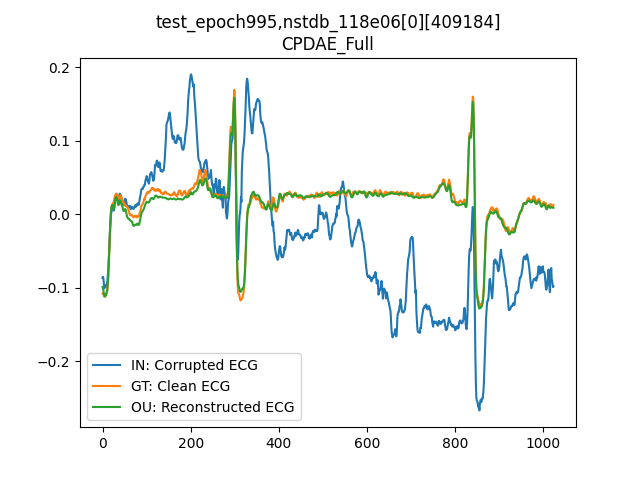 test_epoch995,nstdb_118e06[0][409184]
CPDAE_Full
0.2
0.1
0.0
−0.1
−0.2
IN: Corrupted ECG
GT: Clean ECG
OU: Reconstructed ECG
0 200 400 600 800 1000